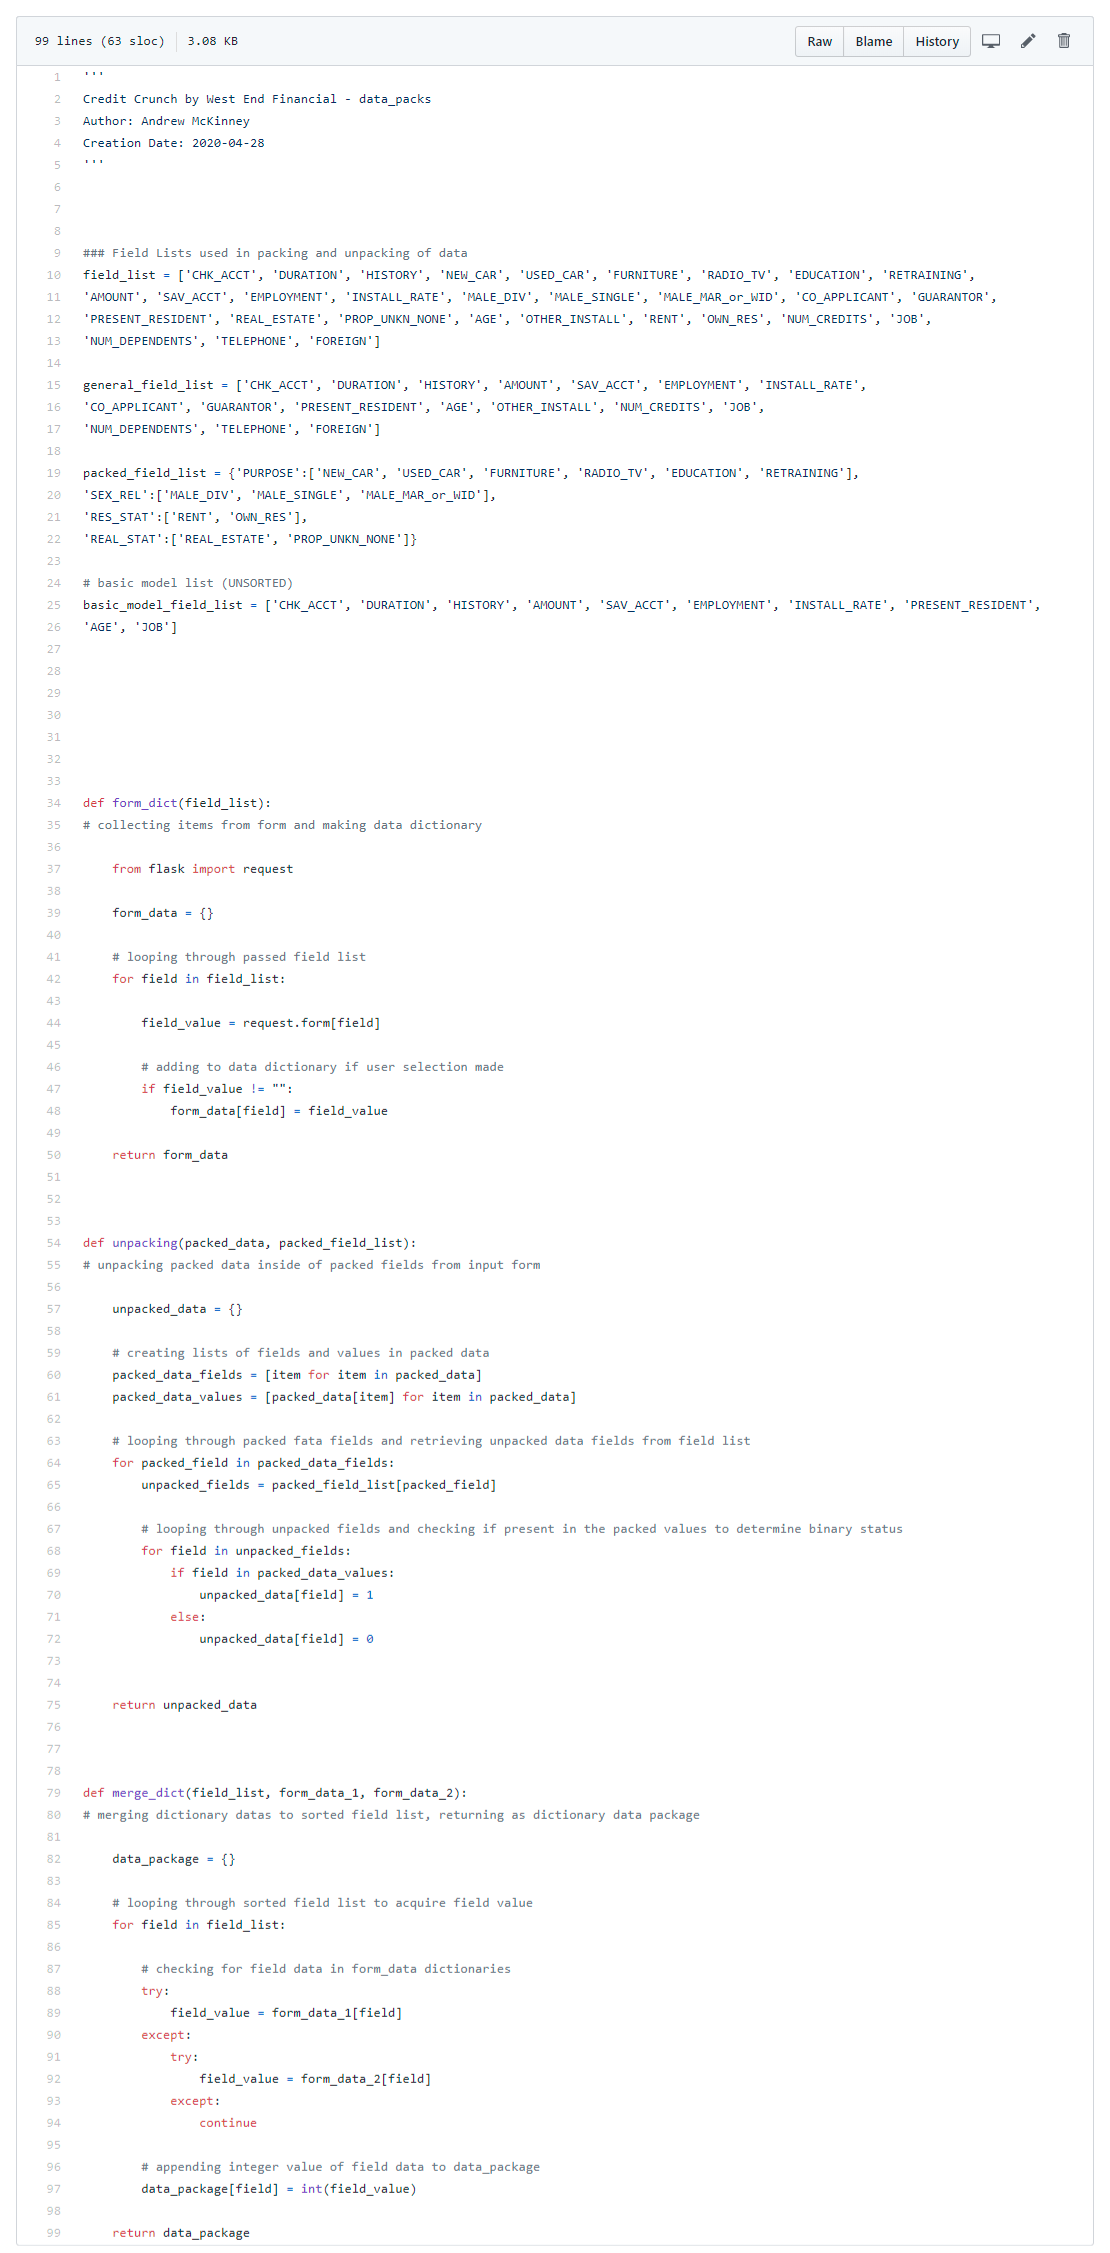 99 lines (63 sloc) 3.08 KB Raw Blame History
1 '''
2 Credit Crunch by West End Financial - data_packs
3 Author: Andrew McKinney
4 Creation Date: 2020-04-28
5 '''
6
7
8
9 ### Field Lists used in packing and unpacking of data
10 field_list = ['CHK_ACCT', 'DURATION', 'HISTORY', 'NEW_CAR', 'USED_CAR', 'FURNITURE', 'RADIO_TV', 'EDUCATION', 'RETRAINING',
11 'AMOUNT', 'SAV_ACCT', 'EMPLOYMENT', 'INSTALL_RATE', 'MALE_DIV', 'MALE_SINGLE', 'MALE_MAR_or_WID', 'CO_APPLICANT', 'GUARANTOR',
12 'PRESENT_RESIDENT', 'REAL_ESTATE', 'PROP_UNKN_NONE', 'AGE', 'OTHER_INSTALL', 'RENT', 'OWN_RES', 'NUM_CREDITS', 'JOB',
13 'NUM_DEPENDENTS', 'TELEPHONE', 'FOREIGN']
14
15 general_field_list = ['CHK_ACCT', 'DURATION', 'HISTORY', 'AMOUNT', 'SAV_ACCT', 'EMPLOYMENT', 'INSTALL_RATE',
16 'CO_APPLICANT', 'GUARANTOR', 'PRESENT_RESIDENT', 'AGE', 'OTHER_INSTALL', 'NUM_CREDITS', 'JOB',
17 'NUM_DEPENDENTS', 'TELEPHONE', 'FOREIGN']
18
19 packed_field_list = {'PURPOSE':['NEW_CAR', 'USED_CAR', 'FURNITURE', 'RADIO_TV', 'EDUCATION', 'RETRAINING'],
20 'SEX_REL':['MALE_DIV', 'MALE_SINGLE', 'MALE_MAR_or_WID'],
21 'RES_STAT':['RENT', 'OWN_RES'],
22 'REAL_STAT':['REAL_ESTATE', 'PROP_UNKN_NONE']}
23
24 # basic model list (UNSORTED)
25 basic_model_field_list = ['CHK_ACCT', 'DURATION', 'HISTORY', 'AMOUNT', 'SAV_ACCT', 'EMPLOYMENT', 'INSTALL_RATE', 'PRESENT_RESIDENT',
26 'AGE', 'JOB']
27
28
29
30
31
32
33
34 def form_dict(field_list):
35 # collecting items from form and making data dictionary
36
37     from flask import request
38
39     form_data = {}
40
41     # looping through passed field list
42     for field in field_list:
43
44         field_value = request.form[field]
45
46         # adding to data dictionary if user selection made
47         if field_value != "":
48             form_data[field] = field_value
49
50     return form_data
51
52
53
54 def unpacking(packed_data, packed_field_list):
55 # unpacking packed data inside of packed fields from input form
56
57     unpacked_data = {}
58
59     # creating lists of fields and values in packed data
60     packed_data_fields = [item for item in packed_data]
61     packed_data_values = [packed_data[item] for item in packed_data]
62
63     # looping through packed fata fields and retrieving unpacked data fields from field list
64     for packed_field in packed_data_fields:
65         unpacked_fields = packed_field_list[packed_field]
66
67         # looping through unpacked fields and checking if present in the packed values to determine binary status
68         for field in unpacked_fields:
69             if field in packed_data_values:
70                 unpacked_data[field] = 1
71             else:
72                 unpacked_data[field] = 0
73
74
75     return unpacked_data
76
77
78
79 def merge_dict(field_list, form_data_1, form_data_2):
80 # merging dictionary datas to sorted field list, returning as dictionary data package
81
82     data_package = {}
83
84     # looping through sorted field list to acquire field value
85     for field in field_list:
86
87         # checking for field data in form_data dictionaries
88         try:
89             field_value = form_data_1[field]
90         except:
91             try:
92                 field_value = form_data_2[field]
93             except:
94                 continue
95
96         # appending integer value of field data to data_package
97         data_package[field] = int(field_value)
98
99     return data_package